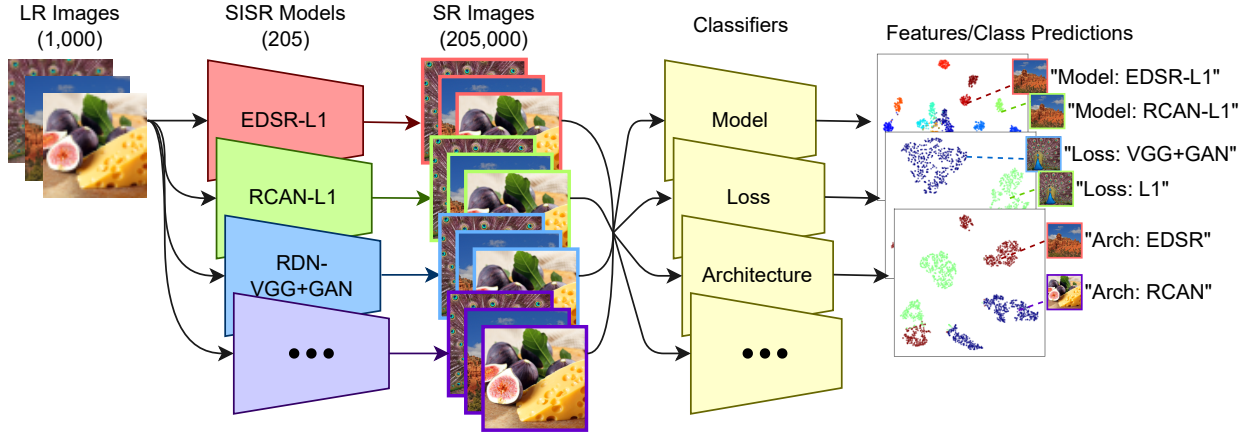 LR Images
(1,000)
SISR Models
(205)
SR Images
(205,000)
Classifiers
Features/Class Predictions
EDSR-L1
RCAN-L1
RDN-
VGG+GAN
●●●
Model
Loss
Architecture
●●●
"Model: EDSR-L1"
"Model: RCAN-L1"
"Loss: VGG+GAN"
"Loss: L1"
"Arch: EDSR"
"Arch: RCAN"